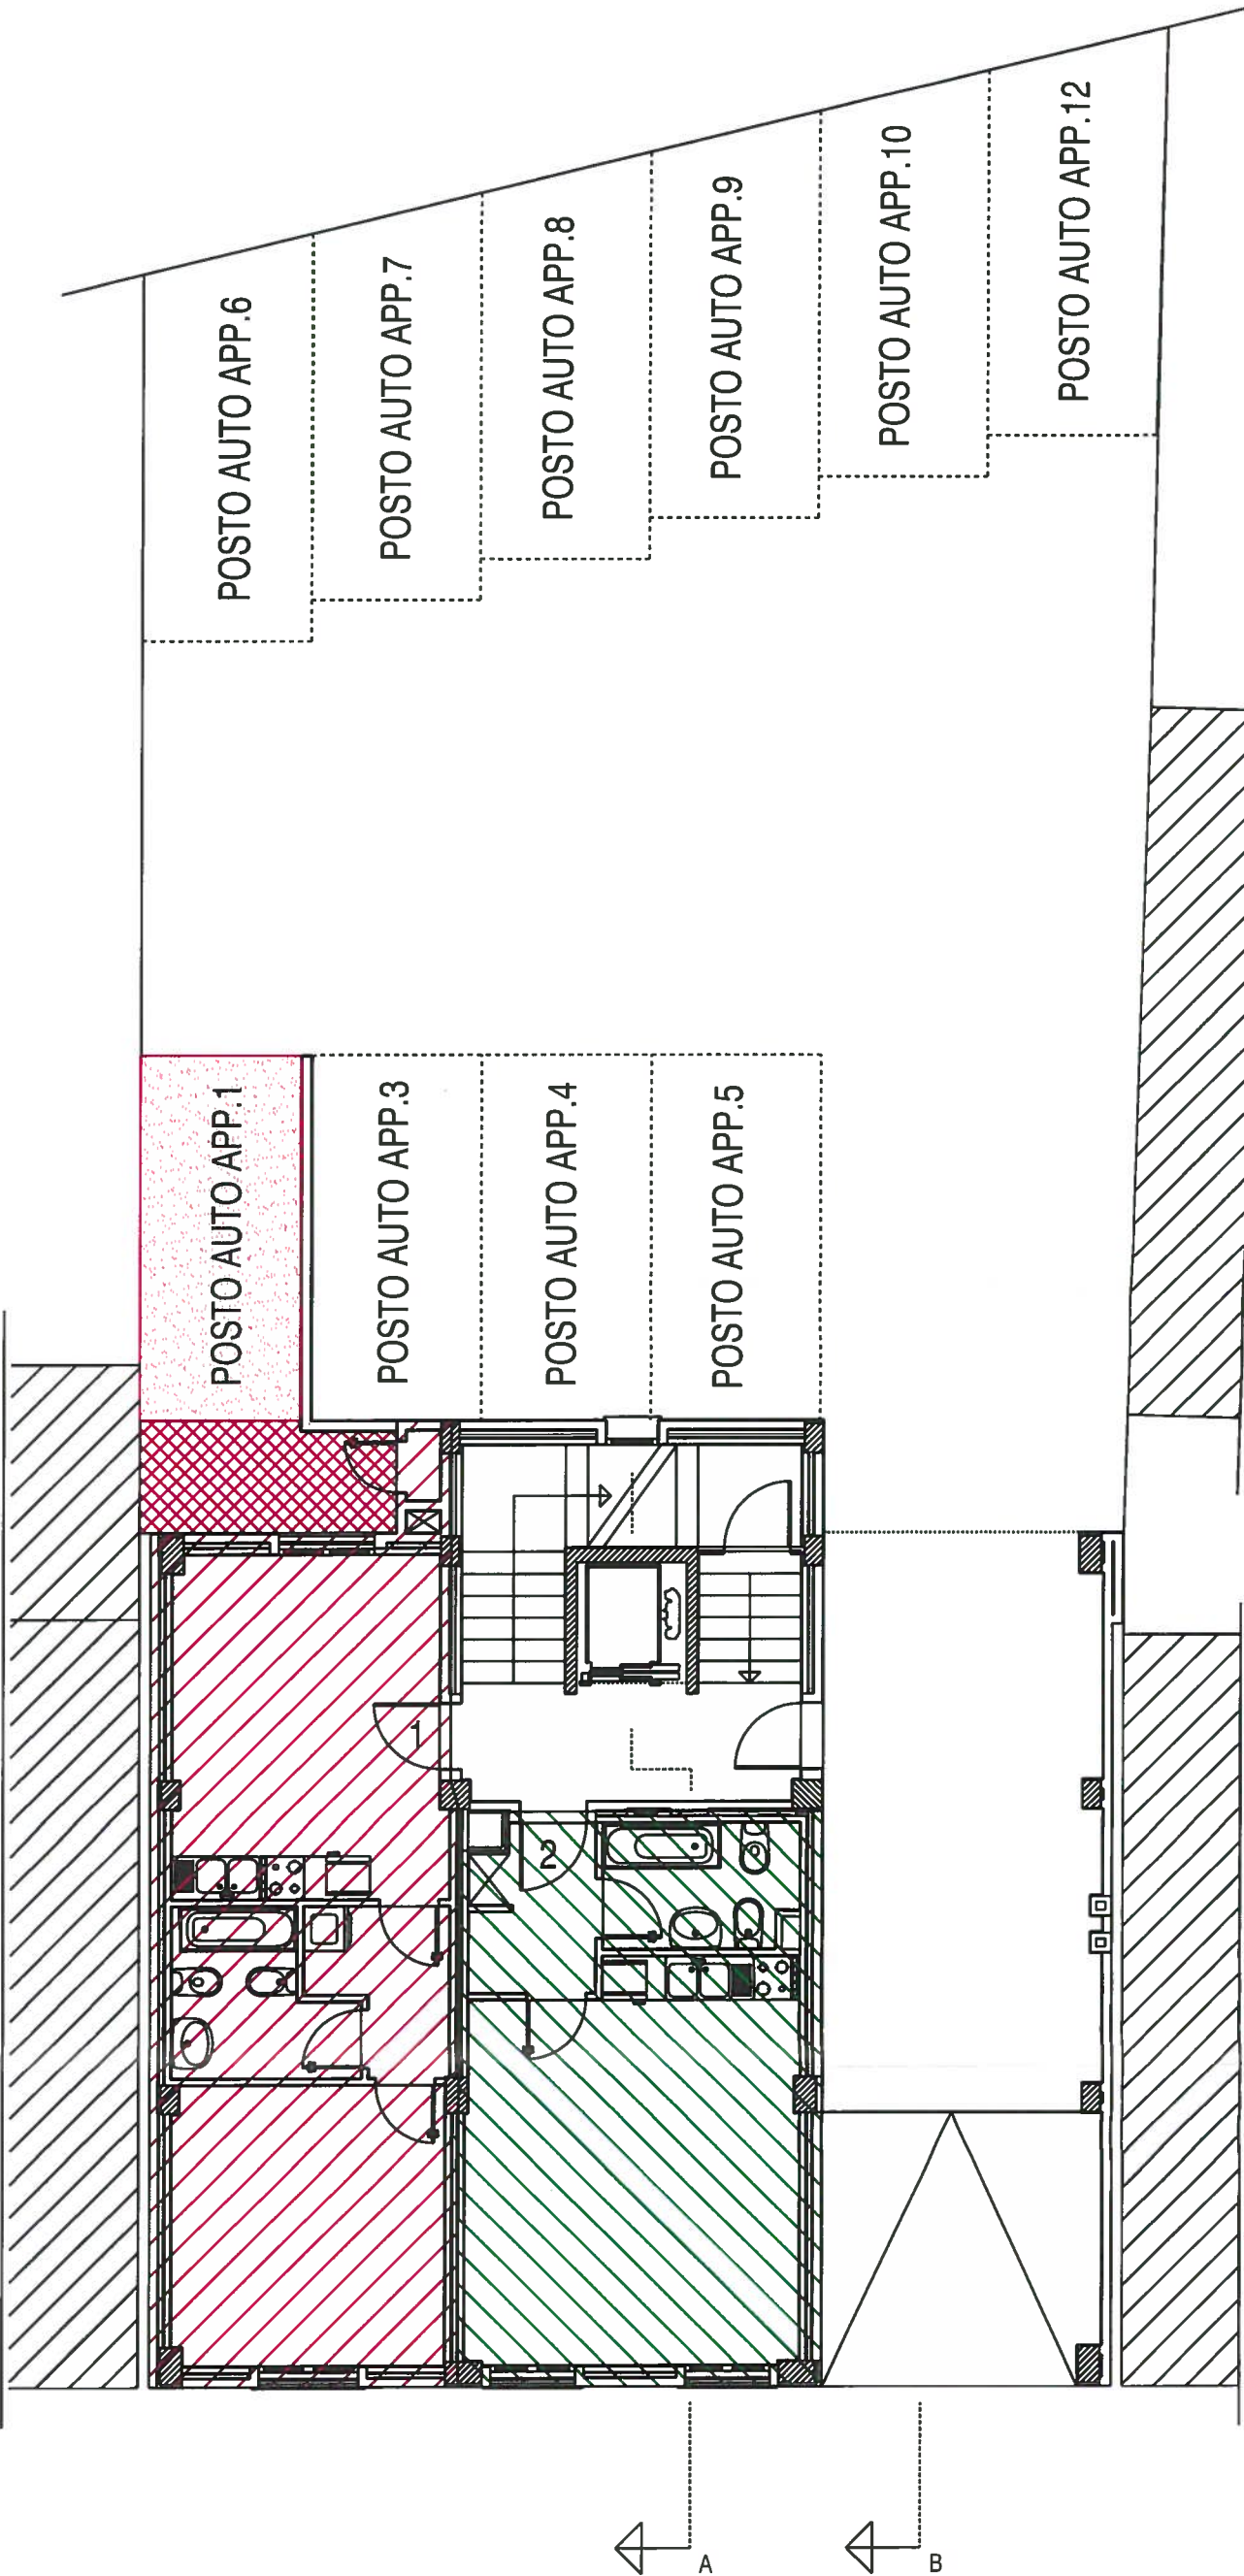 POSTO AUTO APP.6
POSTO AUTO APP.7
POSTO AUTO APP.8
POSTO AUTO APP.9
POSTO AUTO APP.10
POSTO AUTO APP.12
POSTO AUTO APP.1
POSTO AUTO APP.3
POSTO AUTO APP.4
POSTO AUTO APP.5
1
2
A
B